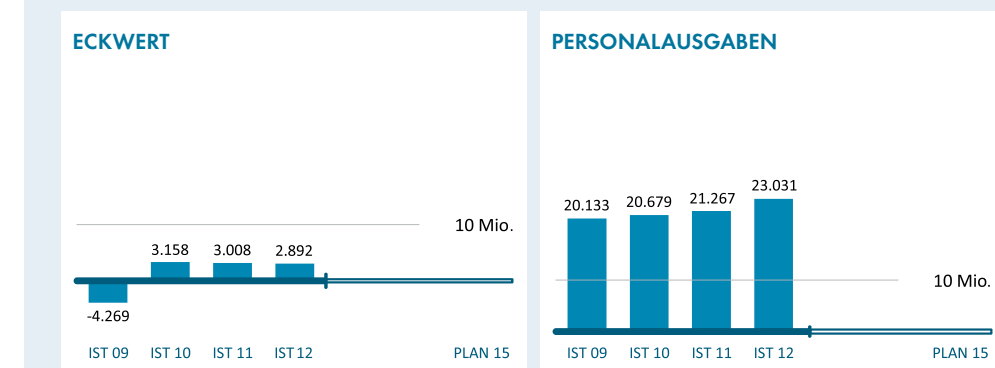 ECKWERT
10 Mio.
3.158 3.008 2.892
-4.269
IST 09 IST 10 IST 11 IST 12 PLAN 15
PERSONALAUSGABEN
23.031
20.133 20.679 21.267
10 Mio.
IST 09 IST 10 IST 11 IST 12 PLAN 15